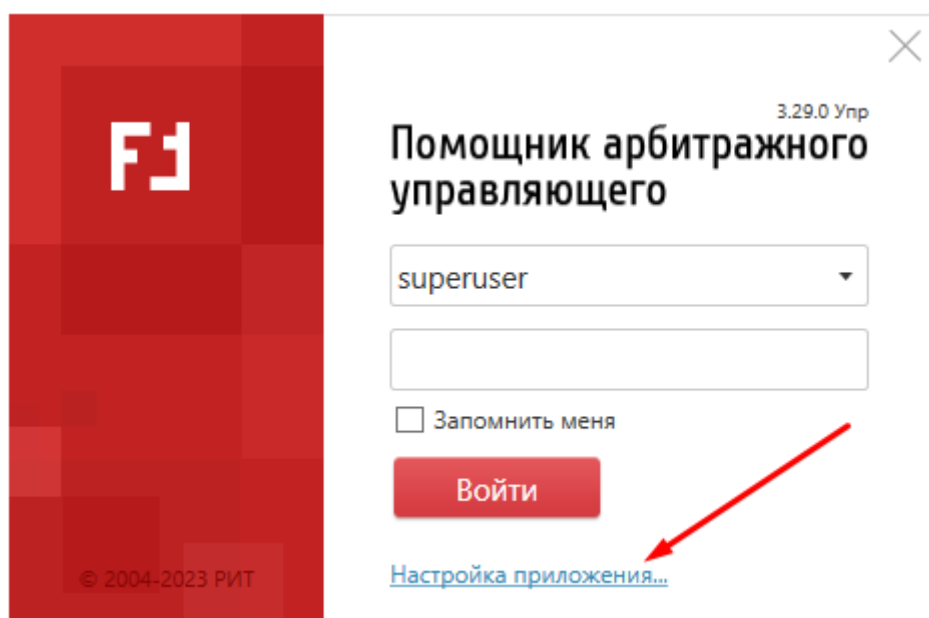 3.29.0 Упр
Помощник арбитражного
управляющего
superuser
Запомнить меня
Войти
Настройка приложения...
© 2004-2023 РИТ